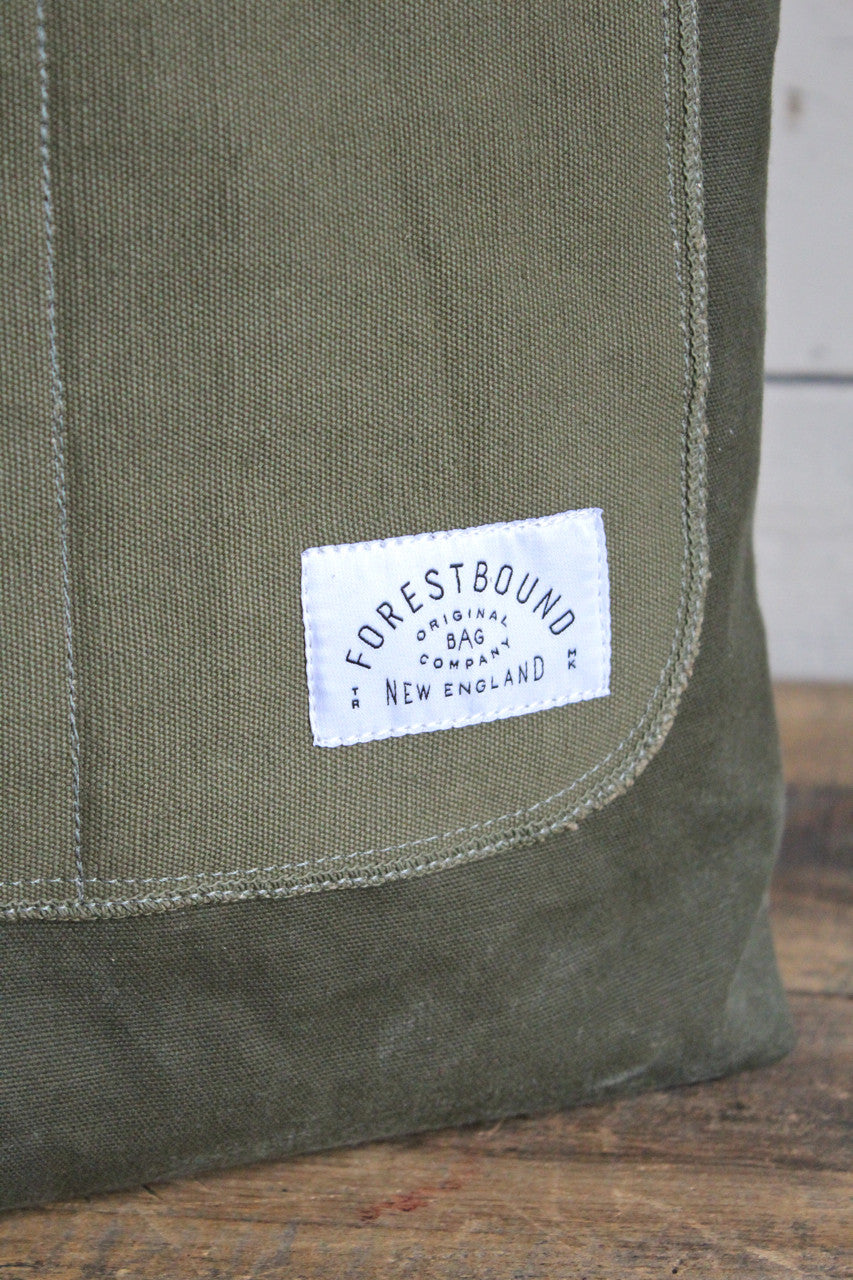 FORESTBOUND
ORIGINAL
BAG
COMPANY
TR NEW ENGLAND MK